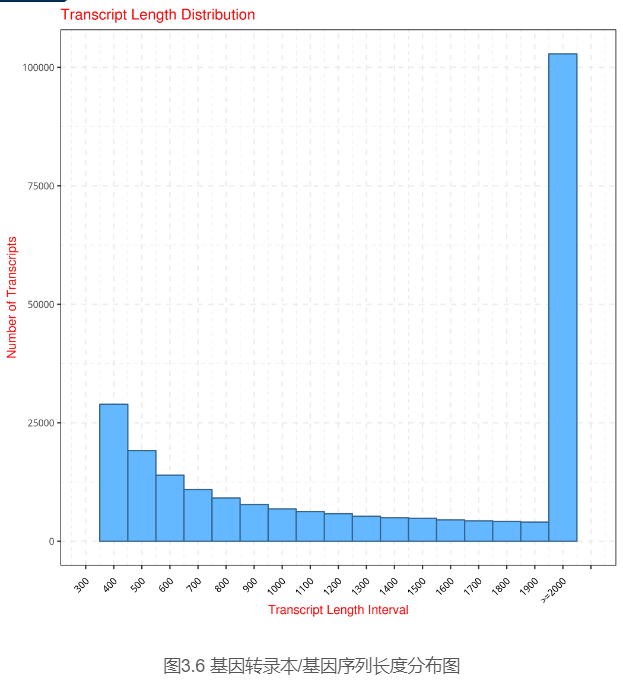 Transcript Length Distribution
Number of Transcripts
100000
75000
50000
25000
0
300 400 500 600 700 800 900 1000 1100 1200 1300 1400 1500 1600 1700 1800 1900 >=2000
Transcript Length Interval
图3.6 基因转录本/基因序列长度分布图